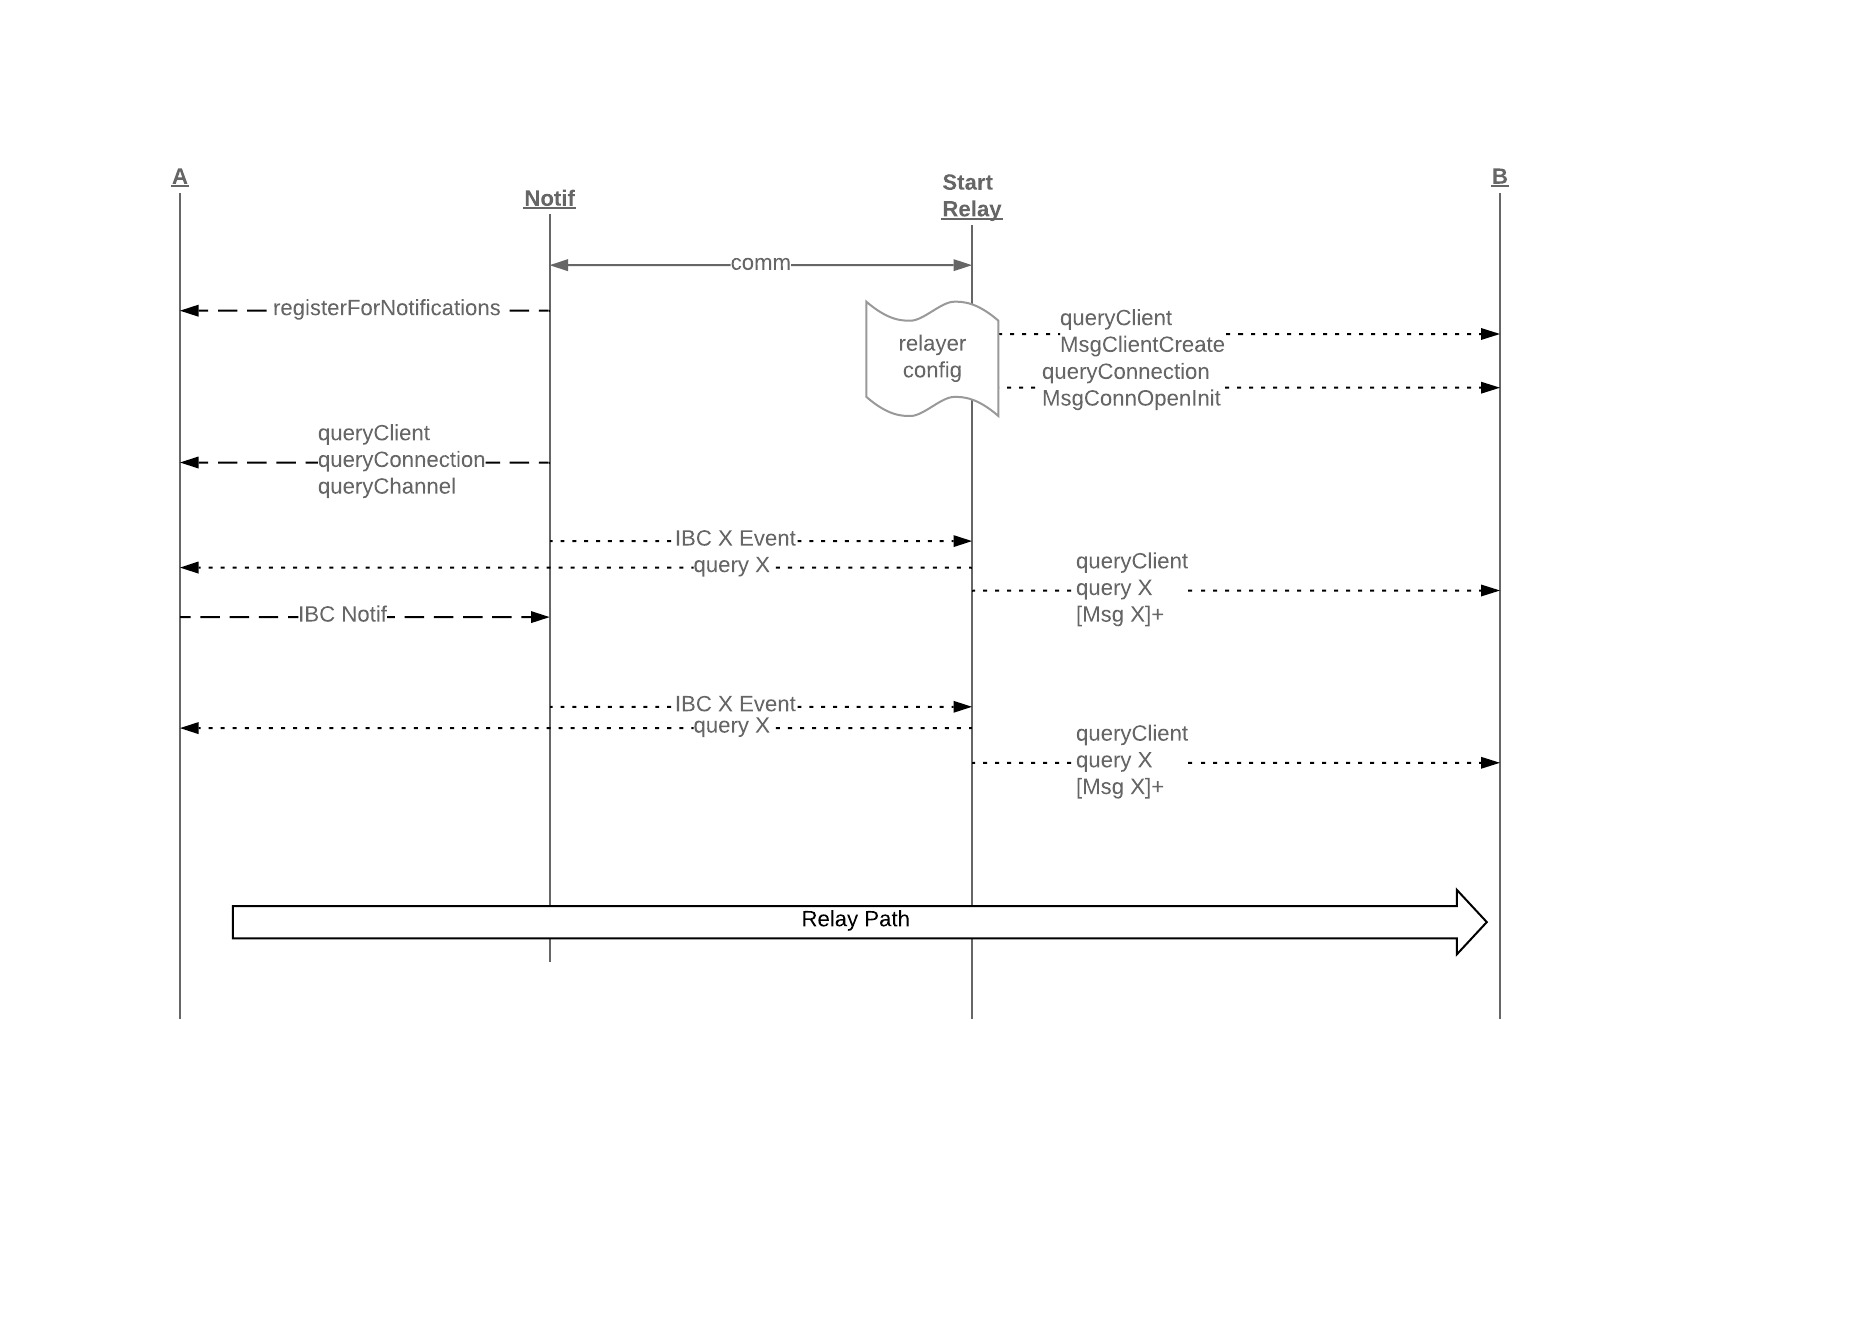 A
Notif
Start
Relay
B
comm
registerForNotifications
relayer
config
queryClient
MsgClientCreate
queryConnection
MsgConnOpenInit
queryClient
queryConnection
queryChannel
IBC X Event
query X
queryClient
query X
[Msg X]+
IBC Notif
IBC X Event
query X
queryClient
query X
[Msg X]+
Relay Path